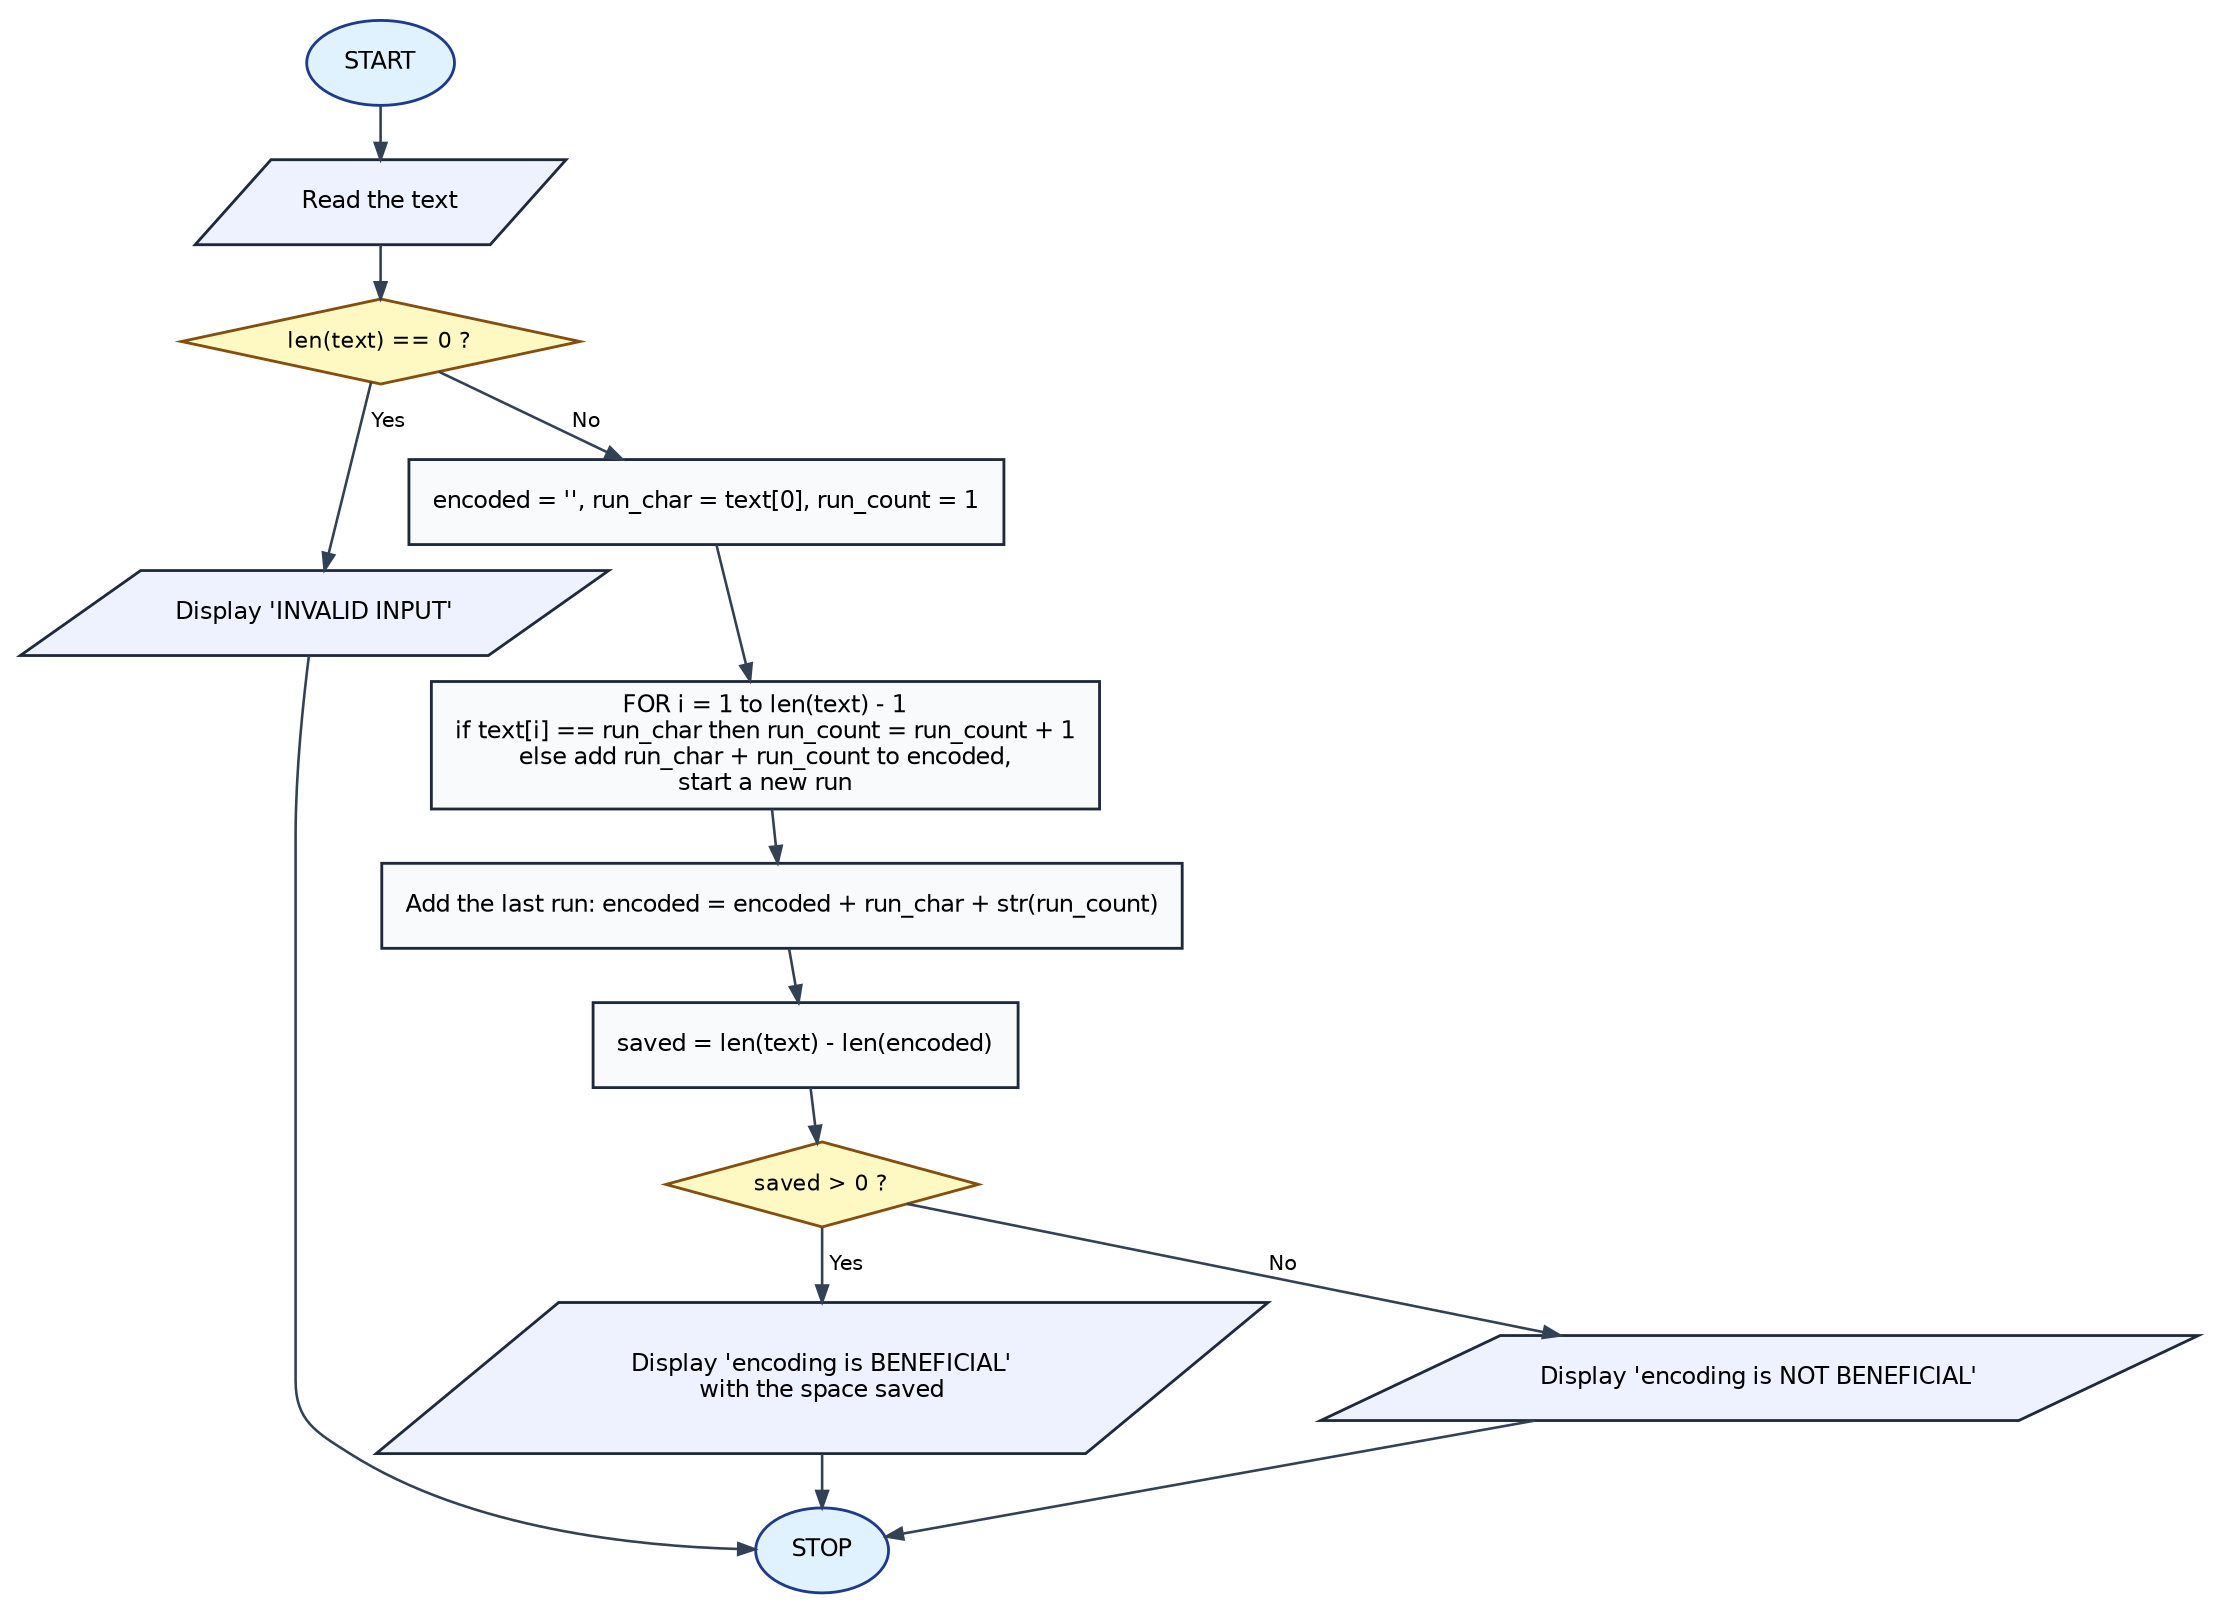 START
Read the text
len(text) == 0 ?
Yes
No
encoded = '', run_char = text[0], run_count = 1
Display 'INVALID INPUT'
FOR i = 1 to len(text) - 1
if text[i] == run_char then run_count = run_count + 1
else add run_char + run_count to encoded,
start a new run
Add the last run: encoded = encoded + run_char + str(run_count)
saved = len(text) - len(encoded)
saved > 0 ?
Yes
No
Display 'encoding is BENEFICIAL'
with the space saved
Display 'encoding is NOT BENEFICIAL'
STOP